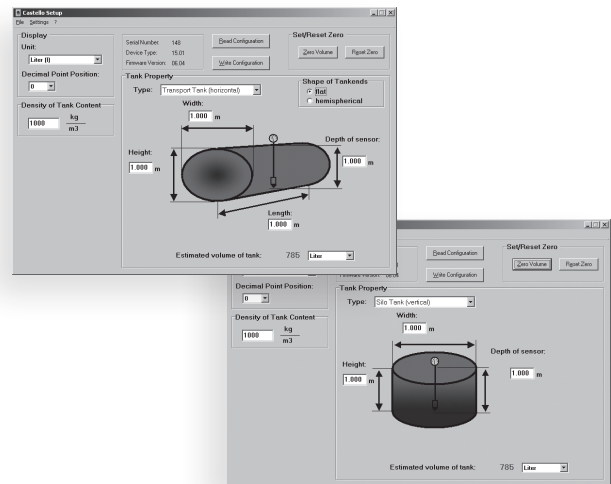 Castello Setup
File Settings ?
Display
Unit:
Liter (l)
Decimal Point Position:
0
Density of Tank Content
1000 kg
m3
Serial Number: 148
Device Type: 15.01
Firmware Version: 06.04
Read Configuration
Write Configuration
Set/Reset Zero
Zero Volume Reset Zero
Tank Property
Type: Transport Tank (horizontal)
Shape of Tankends
flat
hemispherical
Width:
1.000 m
Height:
1.000 m
Depth of sensor:
1.000 m
Length:
1.000 m
Estimated volume of tank: 785 Liter
Read Configuration
Write Configuration
Set/Reset Zero
Zero Volume Reset Zero
Firmware Version: 06.04
Decimal Point Position:
0
Density of Tank Content
1000 kg
m3
Tank Property
Type: Silo Tank (vertical)
Width:
1.000 m
Height:
1.000 m
Depth of sensor:
1.000 m
Estimated volume of tank: 785 Liter